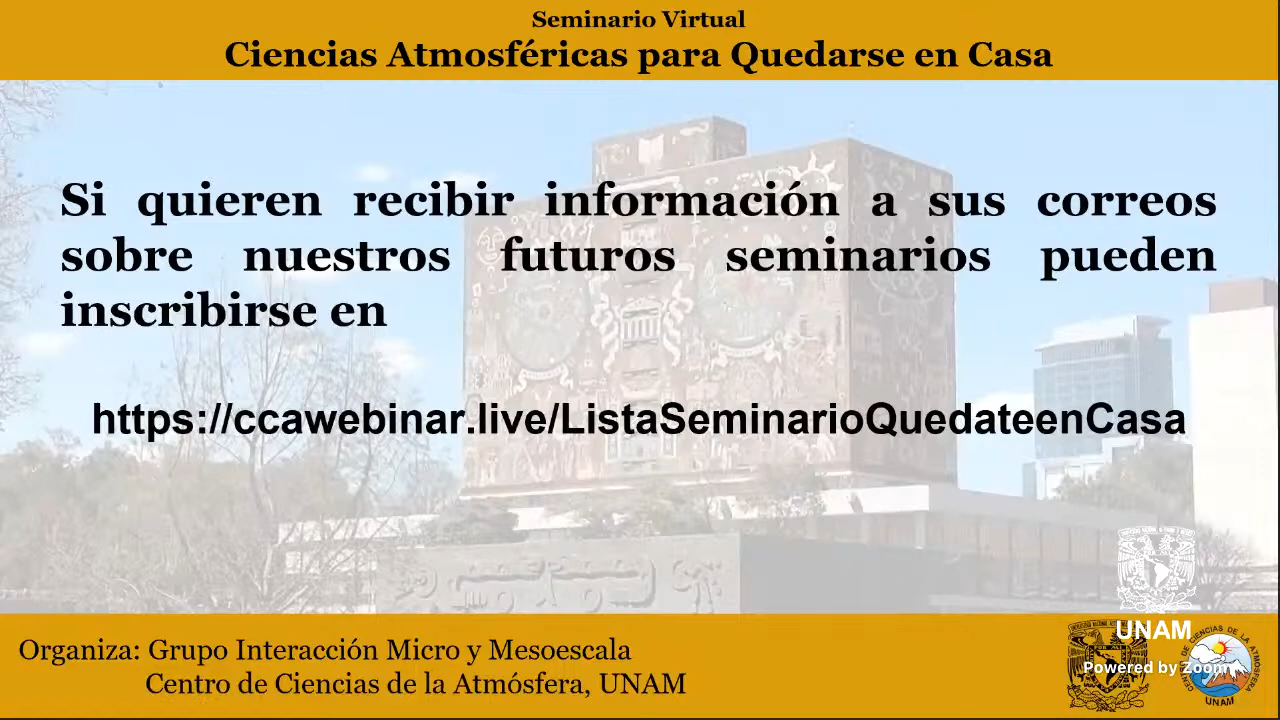 Seminario Virtual
Ciencias Atmosféricas para Quedarse en Casa
Si quieren recibir información a sus correos
sobre nuestros futuros seminarios pueden
inscribirse en
https://ccawebinar.live/ListaSeminarioQuedateenCasa
UNAM
Powered by Zoom
Organiza: Grupo Interacción Micro y Mesoescala
Centro de Ciencias de la Atmósfera, UNAM
UNAM